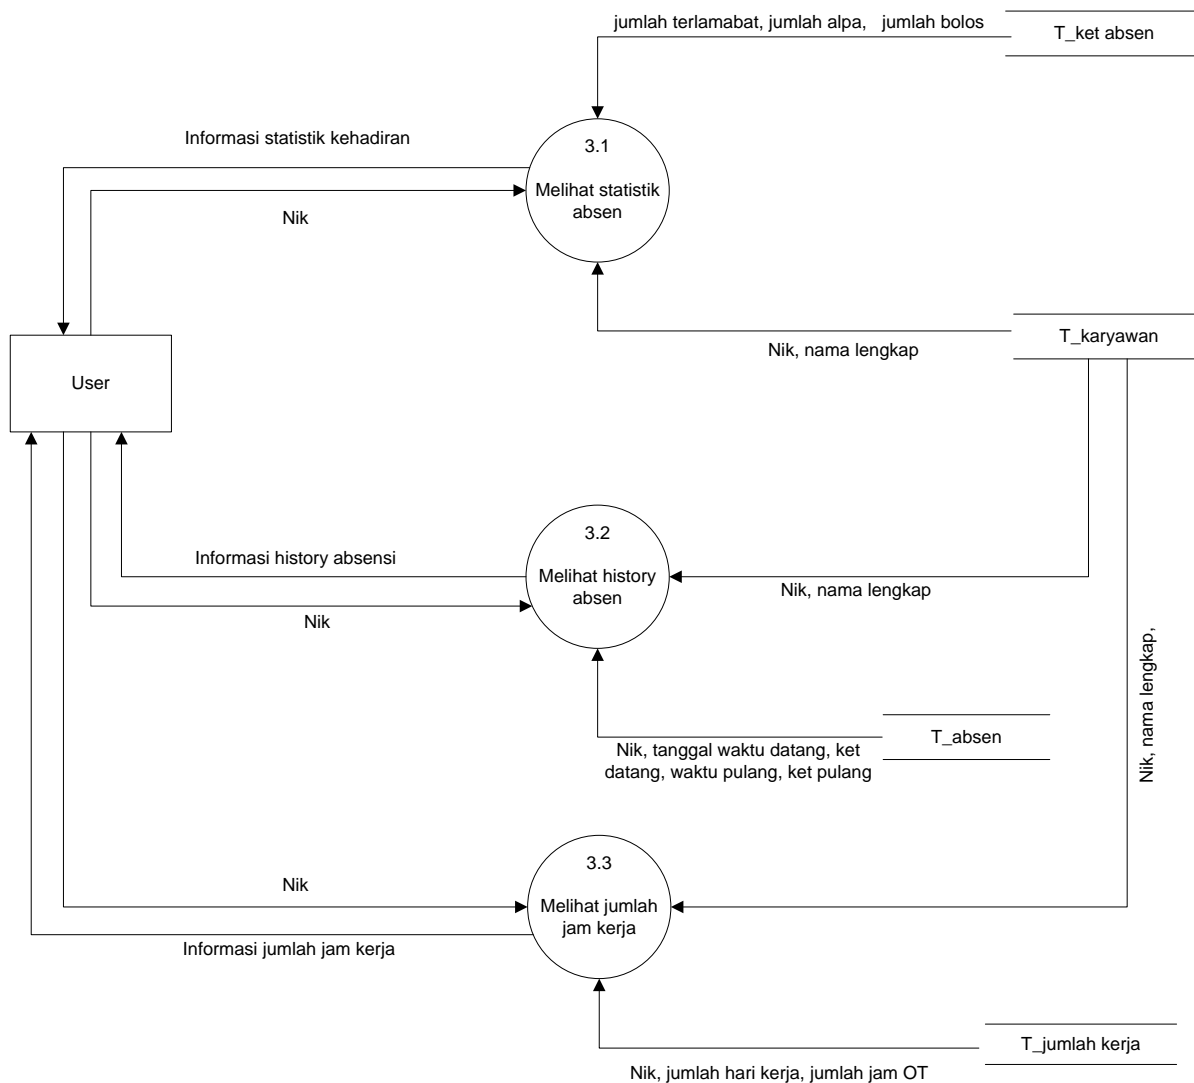 jumlah terlamabat, jumlah alpa,   jumlah bolos
T_ket absen
Informasi statistik kehadiran
3.1
Melihat statistik
absen
Nik
T_karyawan
Nik, nama lengkap
User
3.2
Informasi history absensi
Melihat history
absen
Nik, nama lengkap
Nik
Nik, nama lengkap,
T_absen
Nik, tanggal waktu datang, ket
datang, waktu pulang, ket pulang
3.3
Nik
Melihat jumlah
jam kerja
Informasi jumlah jam kerja
T_jumlah kerja
Nik, jumlah hari kerja, jumlah jam OT